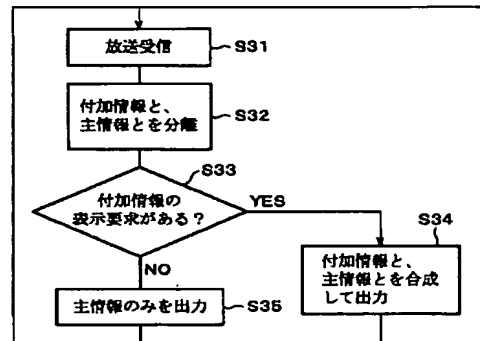 放送受信
S31
付加情報と、
主情報とを分離
S32
付加情報の
表示要求がある？
S33
YES
付加情報と、
主情報とを合成
して出力
S34
NO
主情報のみを出力
S35